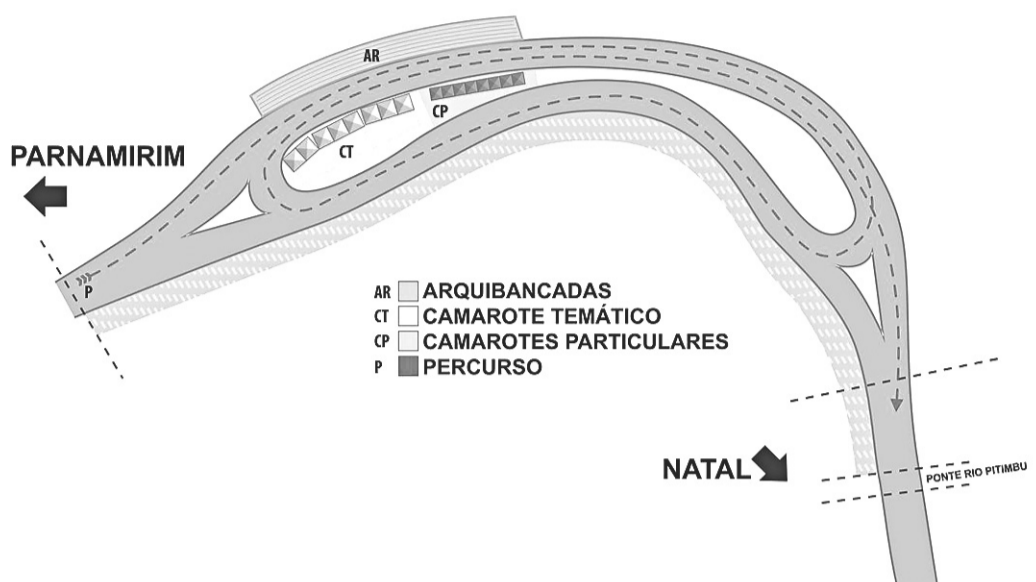 AR
CP
CT
PARNAMIRIM
P
AR ARQUIBANCADAS
CT CAMAROTE TEMÁTICO
CP CAMAROTES PARTICULARES
P PERCURSO
NATAL
PONTE RIO PITIMBU